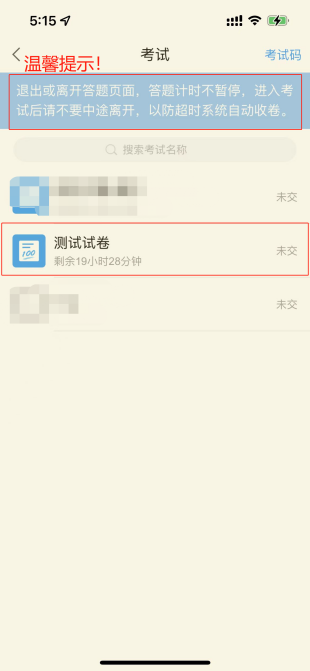 5:15
考试
考试码
温馨提示!
退出或离开答题页面，答题计时不暂停，进入考
试后请不要中途离开，以防超时系统自动收卷。
搜索考试名称
未交
测试试卷
未交
剩余19小时28分钟
100
未交